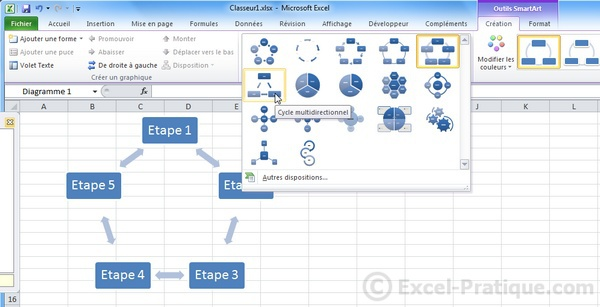 Classeur1.xlsx - Microsoft Excel
Outils SmartArt
Fichier Accueil Insertion Mise en page Formules Données Révision Affichage Développeur Compléments Création Format
Ajouter une forme Promouvoir Monter
Ajouter une puce Abaisser Déplacer vers le bas
Volet Texte De droite à gauche Disposition
Créer un graphique
Modifier les
couleurs
Diagramme 1
Cycle multidirectionnel
Autres dispositions...
A B C D E J K L
Etape 1
Etape 5
Etape 4 Etape 3
16
© Excel-Pratique.com